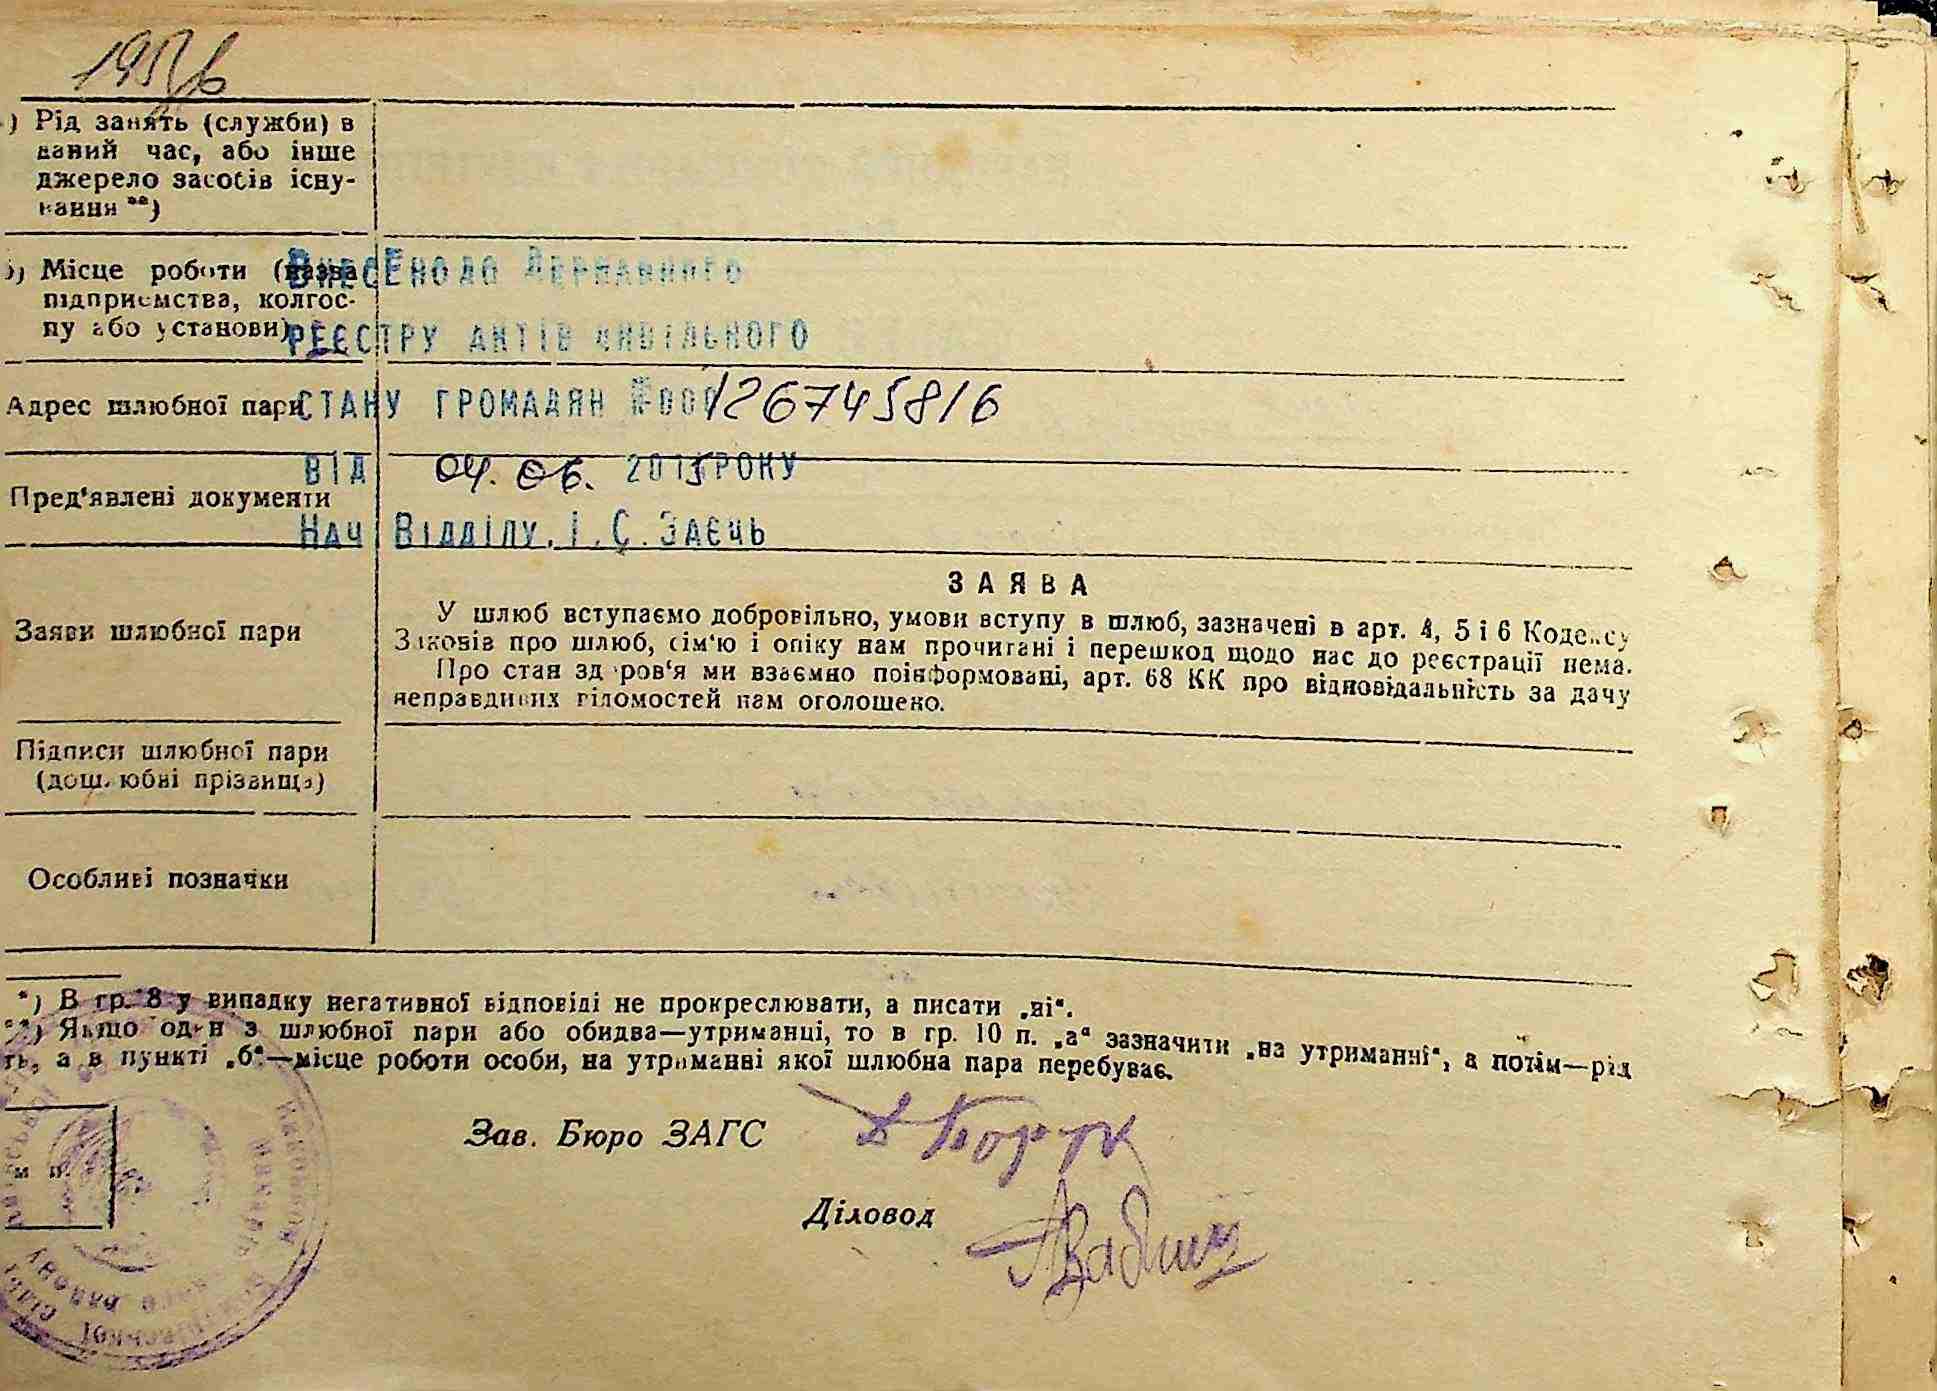 195 б
) Рід занять (служби) в
даний час, або інше
джерело засобів існу-
вання **)
б) Місце роботи (назва
підприємства, колгос-
пу або установи)
Внесено до Державного
реєстру актів цивільного
Адрес шлюбної пари
стану громадян №00126745816
від 04.06. 2015 року
Пред'явлені документи
Нач Відділу. І. С. Заєць
ЗАЯВА
Заяви шлюбної пари
У шлюб вступаємо добровільно, умови вступу в шлюб, зазначені в арт. 4, 5 і 6 Кодексу
Законів про шлюб, сім'ю і опіку нам прочитані і перешкод щодо нас до реєстрації нема.
Про стан здоров'я ми взаємно поінформовані, арт. 68 КК про відповідальність за дачу
неправдивих відомостей нам оголошено.
Підписи шлюбної пари
(дошлюбні прізвища)
Особливі позначки
*) В гр. 8 у випадку негативної відповіді не прокреслювати, а писати „ні“.
**) Якщо один з шлюбної пари або обидва—утриманці, то в гр. 10 п. „а“ зазначити „на утриманні“, а потім—рід
ть, а в пункті „б“—місце роботи особи, на утриманні якої шлюбна пара перебуває.
Зав. Бюро ЗАГС
м п.
Діловод